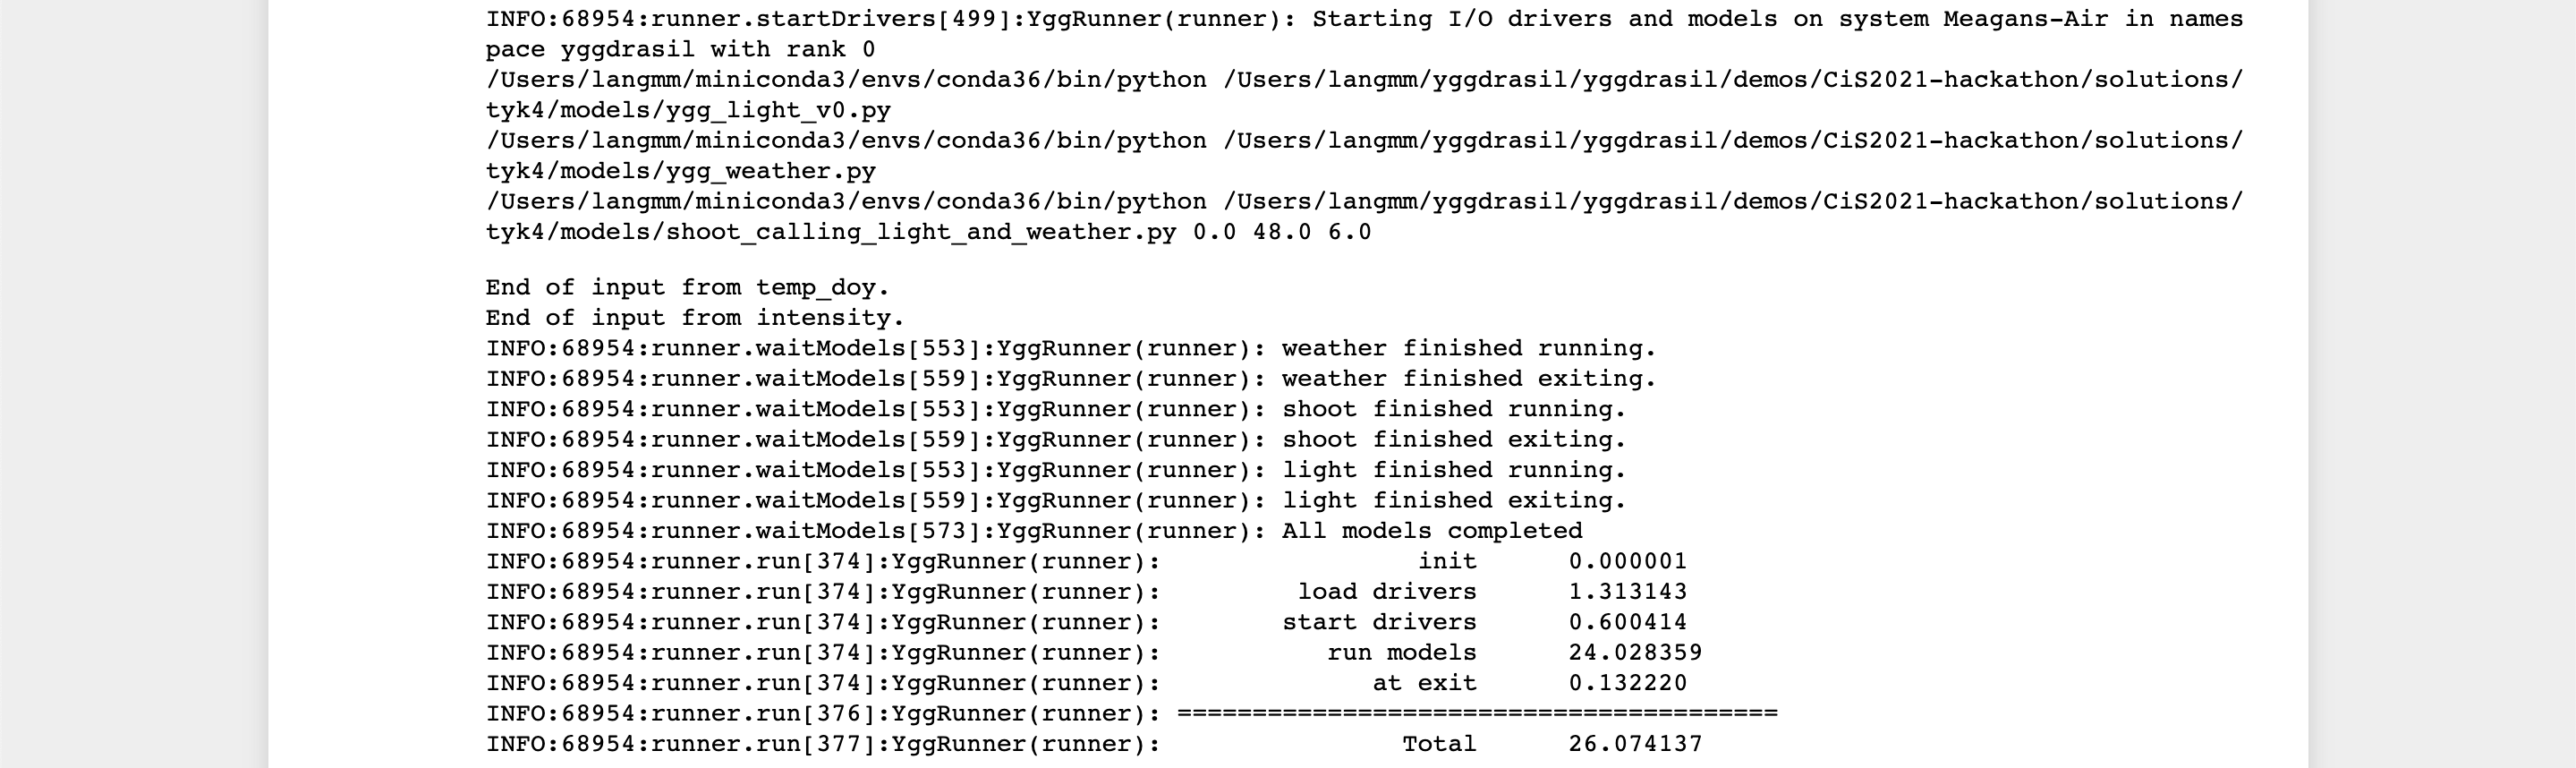 INFO:68954:runner.startDrivers[499]:YggRunner(runner): Starting I/O drivers and models on system Meagans-Air in names
pace yggdrasil with rank 0
/Users/langmm/miniconda3/envs/conda36/bin/python /Users/langmm/yggdrasil/yggdrasil/demos/CiS2021-hackathon/solutions/
tyk4/models/ygg_light_v0.py
/Users/langmm/miniconda3/envs/conda36/bin/python /Users/langmm/yggdrasil/yggdrasil/demos/CiS2021-hackathon/solutions/
tyk4/models/ygg_weather.py
/Users/langmm/miniconda3/envs/conda36/bin/python /Users/langmm/yggdrasil/yggdrasil/demos/CiS2021-hackathon/solutions/
tyk4/models/shoot_calling_light_and_weather.py 0.0 48.0 6.0
End of input from temp_doy.
End of input from intensity.
INFO:68954:runner.waitModels[553]:YggRunner(runner): weather finished running.
INFO:68954:runner.waitModels[559]:YggRunner(runner): weather finished exiting.
INFO:68954:runner.waitModels[553]:YggRunner(runner): shoot finished running.
INFO:68954:runner.waitModels[559]:YggRunner(runner): shoot finished exiting.
INFO:68954:runner.waitModels[553]:YggRunner(runner): light finished running.
INFO:68954:runner.waitModels[559]:YggRunner(runner): light finished exiting.
INFO:68954:runner.waitModels[573]:YggRunner(runner): All models completed
INFO:68954:runner.run[374]:YggRunner(runner):                 init      0.000001
INFO:68954:runner.run[374]:YggRunner(runner):         load drivers      1.313143
INFO:68954:runner.run[374]:YggRunner(runner):        start drivers      0.600414
INFO:68954:runner.run[374]:YggRunner(runner):           run models      24.028359
INFO:68954:runner.run[374]:YggRunner(runner):              at exit      0.132220
INFO:68954:runner.run[376]:YggRunner(runner): ========================================
INFO:68954:runner.run[377]:YggRunner(runner):                Total      26.074137